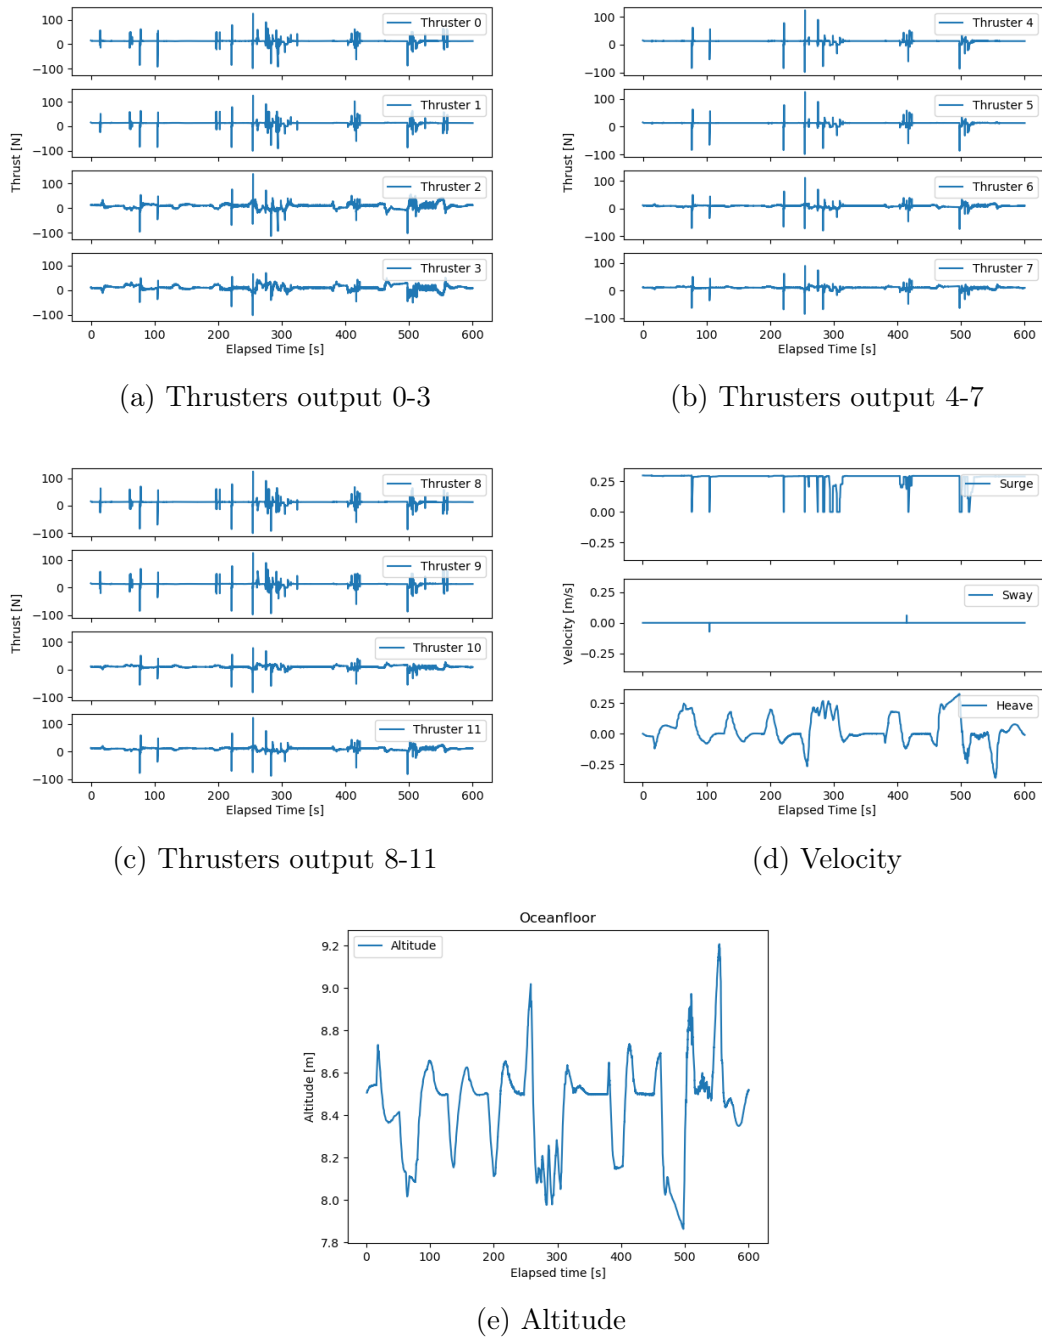 Thruster 0
100
0
−100
Thruster 1
100
0
−100
Thruster 2
100
0
−100
Thruster 3
100
0
−100
Thrust [N]
0 100 200 300 400 500 600
Elapsed Time [s]
(a) Thrusters output 0-3
Thruster 4
100
0
−100
Thruster 5
100
0
−100
Thruster 6
100
0
−100
Thruster 7
100
0
−100
Thrust [N]
0 100 200 300 400 500 600
Elapsed Time [s]
(b) Thrusters output 4-7
Thruster 8
100
0
−100
Thruster 9
100
0
−100
Thruster 10
100
0
−100
Thruster 11
100
0
−100
Thrust [N]
0 100 200 300 400 500 600
Elapsed Time [s]
(c) Thrusters output 8-11
Surge
0.25
0.00
−0.25
Sway
0.25
0.00
−0.25
Heave
0.25
0.00
−0.25
Velocity [m/s]
0 100 200 300 400 500 600
Elapsed Time [s]
(d) Velocity
Oceanfloor
Altitude
9.2
9.0
8.8
8.6
8.4
8.2
8.0
7.8
Altitude [m]
0 100 200 300 400 500 600
Elapsed time [s]
(e) Altitude